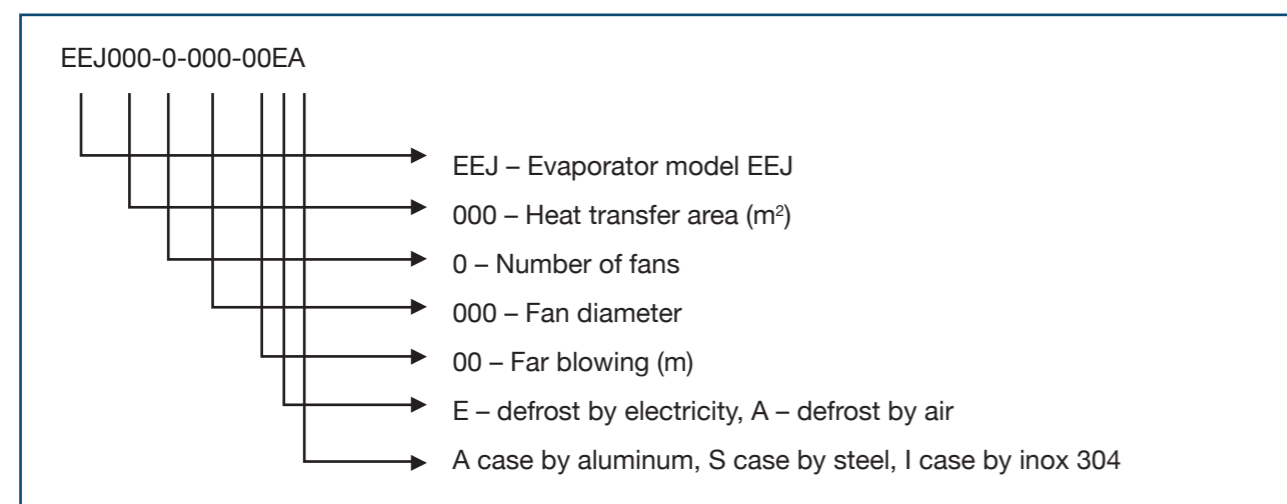 EEJ000-0-000-00EA
EEJ – Evaporator model EEJ
000 – Heat transfer area (m²)
0 – Number of fans
000 – Fan diameter
00 – Far blowing (m)
E – defrost by electricity, A – defrost by air
A case by aluminum, S case by steel, I case by inox 304